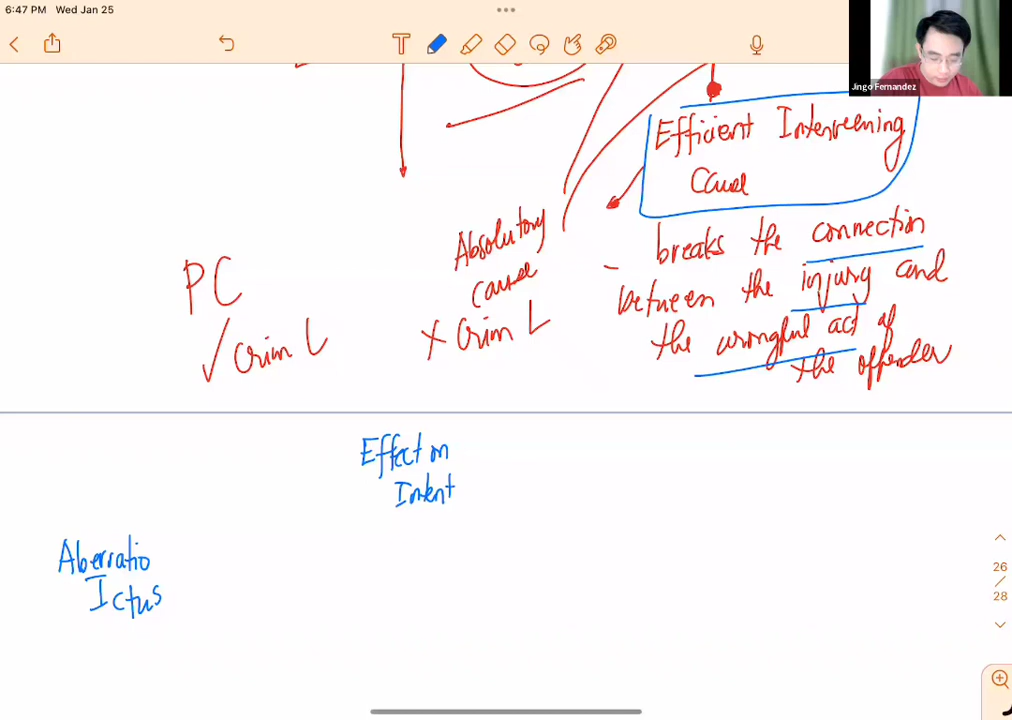 6:47 PM Wed Jan 25
Jingo Fernandez
Efficient Intervening
Cause
breaks the connection
between the injury and
the wrongful act of
the offender
Absolutory
cause
x Crim L
PC
✓ Crim L
Effect on
Intent
Aberratio
Ictus
26
/
28